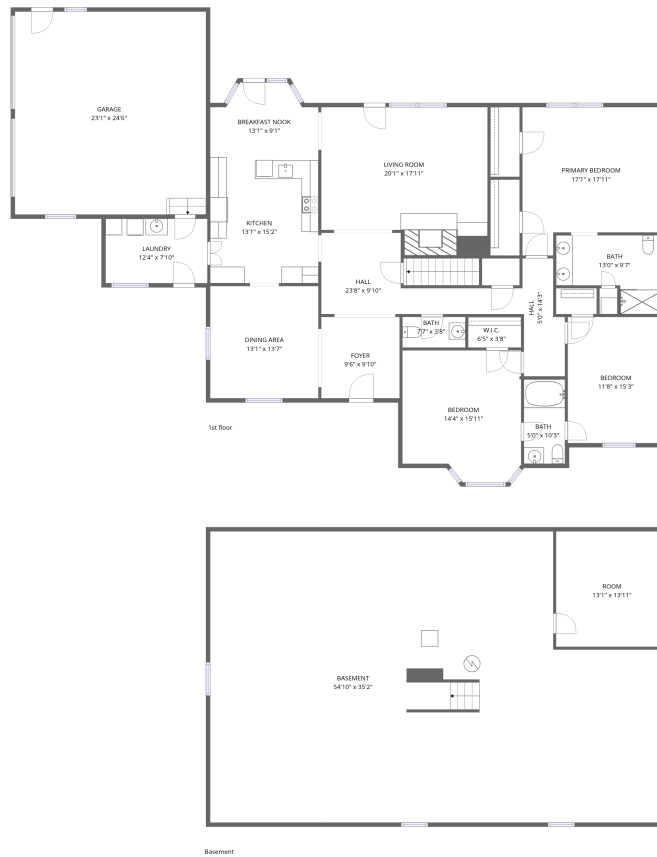 GARAGE
23'1" x 24'6"
BREAKFAST NOOK
13'1" x 9'1"
LIVING ROOM
20'1" x 17'11"
PRIMARY BEDROOM
17'1" x 17'11"
KITCHEN
13'1" x 15'2"
LAUNDRY
12'4" x 7'10"
BATH
13'0" x 9'7"
HALL
23'8" x 9'10"
HALL
5'0" x 14'3"
BATH
7'7" x 3'8"
W.I.C.
6'5" x 3'8"
DINING AREA
13'1" x 13'7"
FOYER
9'6" x 9'10"
BEDROOM
11'8" x 15'3"
BEDROOM
14'4" x 15'11"
BATH
5'0" x 10'3"
1st floor
ROOM
13'1" x 13'11"
BASEMENT
54'10" x 35'2"
Basement